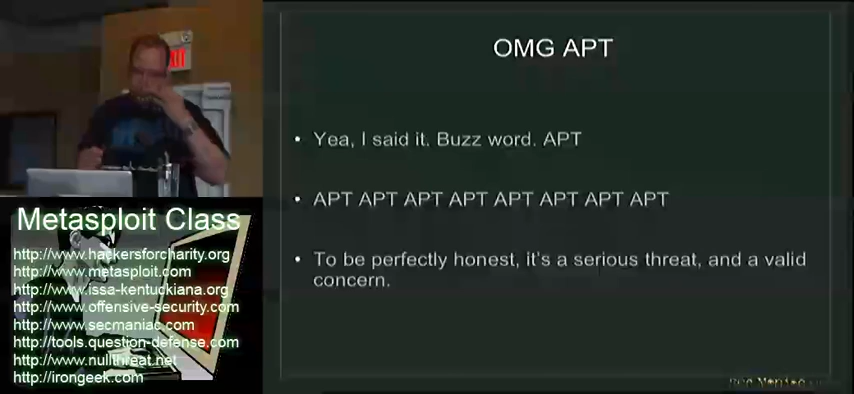 EXIT
OMG APT
• Yea, I said it. Buzz word. APT
• APT APT APT APT APT APT APT APT
• To be perfectly honest, it's a serious threat, and a valid
concern.
Metasploit Class
http://www.hackersforcharity.org
http://www.metasploit.com
http://www.issa-kentuckiana.org
http://www.offensive-security.com
http://www.secmaniac.com
http://tools.question-defense.com
http://www.nullthreat.net
http://irongeek.com